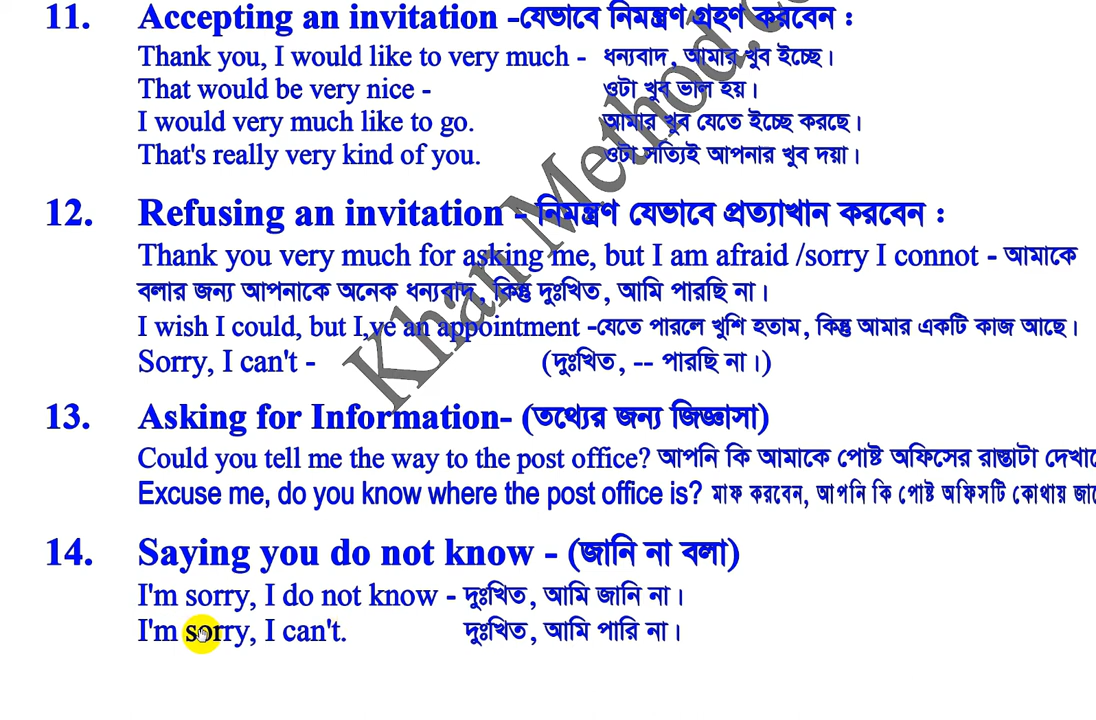 11. Accepting an invitation -যেভাবে নিমন্ত্রণ গ্রহণ করবেন :
Thank you, I would like to very much - ধন্যবাদ, আমার খুব ইচ্ছে।
That would be very nice - ওটা খুব ভাল হয়।
I would very much like to go. আমার খুব যেতে ইচ্ছে করছে।
That's really very kind of you. ওটা সত্যিই আপনার খুব দয়া।
12. Refusing an invitation - নিমন্ত্রণ যেভাবে প্রত্যাখান করবেন :
Thank you very much for asking me, but I am afraid /sorry I connot - আমাকে
বলার জন্য আপনাকে অনেক ধন্যবাদ, কিন্তু দুঃখিত, আমি পারছি না।
I wish I could, but I,ve an appointment -যেতে পারলে খুশি হতাম, কিন্তু আমার একটি কাজ আছে।
Sorry, I can't - (দুঃখিত, -- পারছি না।)
13. Asking for Information- (তথ্যের জন্য জিজ্ঞাসা)
Could you tell me the way to the post office? আপনি কি আমাকে পোষ্ট অফিসের রাস্তাটা দেখাে
Excuse me, do you know where the post office is? মাফ করবেন, আপনি কি পোষ্ট অফিসটি কোথায় জাে
14. Saying you do not know - (জানি না বলা)
I'm sorry, I do not know - দুঃখিত, আমি জানি না।
I'm sorry, I can't. দুঃখিত, আমি পারি না।
Khan Method.co